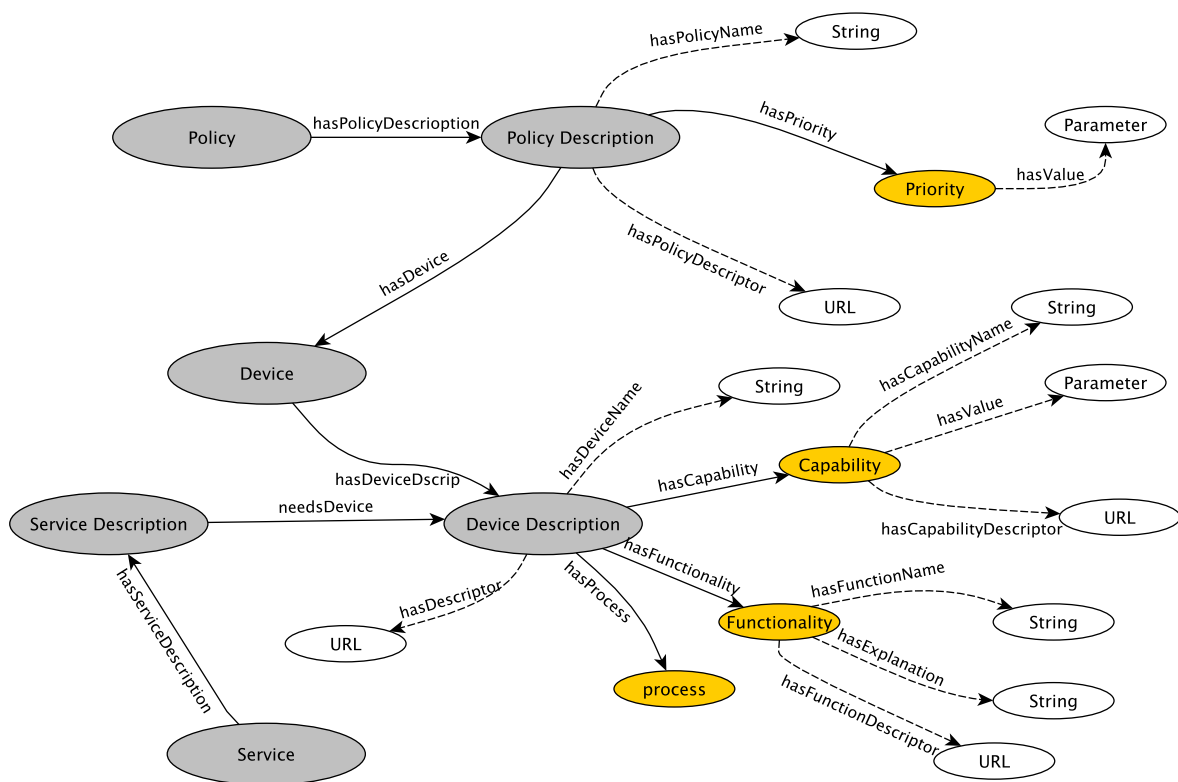 hasPolicyName
String
Policy
hasPolicyDescrioption
Policy Description
hasPriority
Parameter
hasValue
Priority
hasDevice
hasPolicyDescriptor
URL
String
hasCapabilityName
Device
hasDeviceName
String
Parameter
hasValue
hasDeviceDscrip
hasCapability
Capability
Service Description
needsDevice
Device Description
hasCapabilityDescriptor
URL
hasServiceDescription
hasDescriptor
URL
hasProcess
hasFunctionality
hasFunctionName
Functionality
String
hasExplanation
process
String
hasFunctionDescriptor
Service
URL